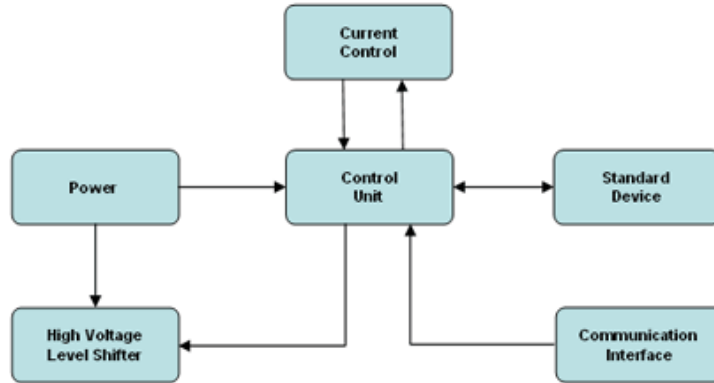 Current
Control
Power
Control
Unit
Standard
Device
High Voltage
Level Shifter
Communication
Interface